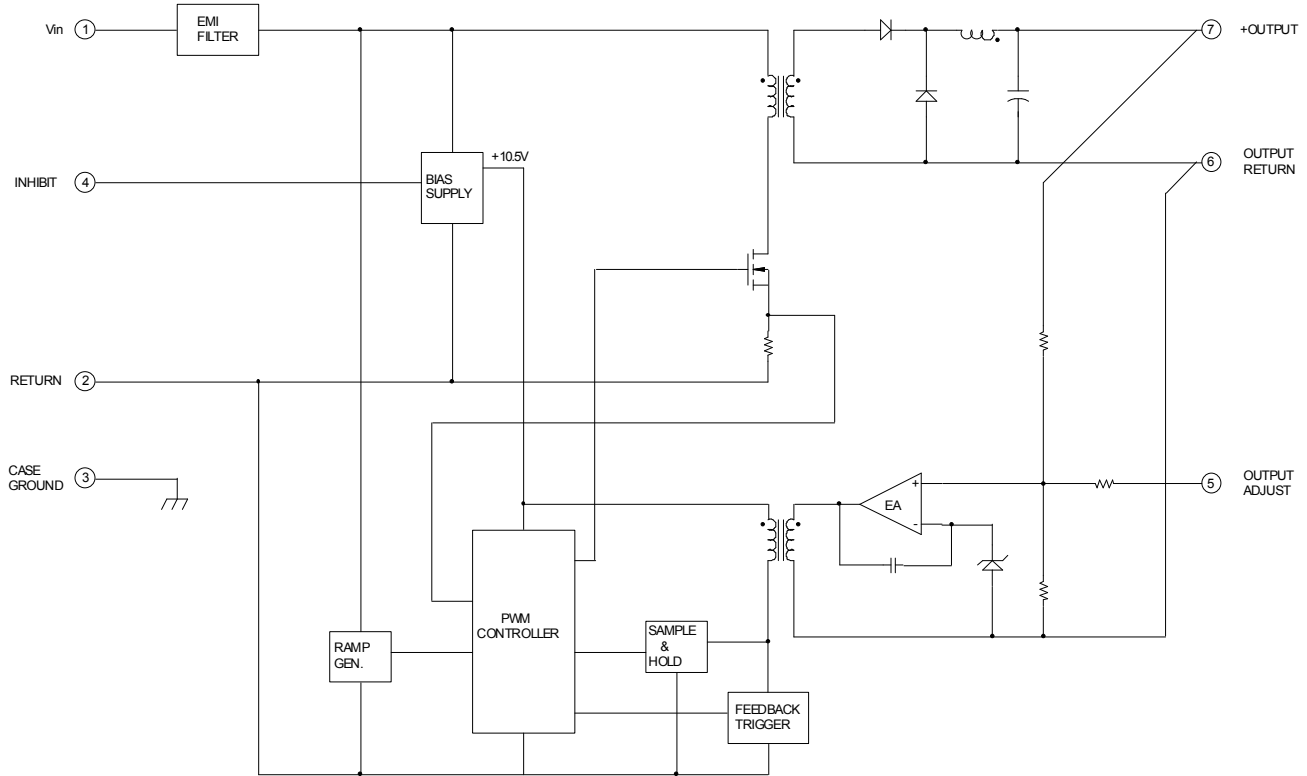 Vin
1
EMI
FILTER
7
+OUTPUT
+10.5V
INHIBIT
4
BIAS
SUPPLY
6
OUTPUT
RETURN
RETURN
2
CASE
GROUND
3
+
EA
-
5
OUTPUT
ADJUST
PWM
CONTROLLER
RAMP
GEN.
SAMPLE
&
HOLD
FEEDBACK
TRIGGER